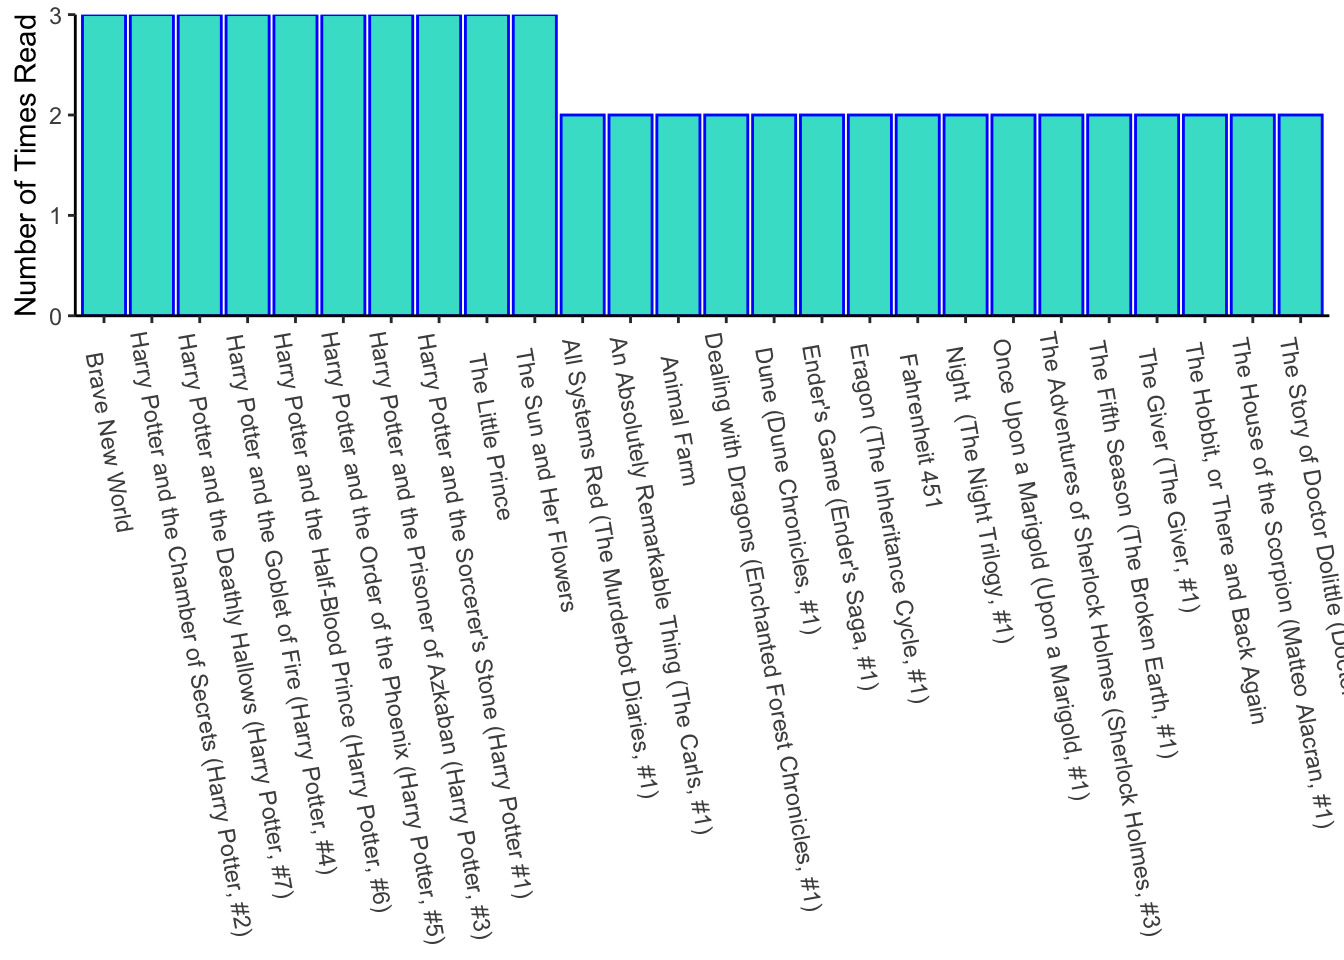 Number of Times Read
3
2
1
0
Brave New World
Harry Potter and the Chamber of Secrets (Harry Potter, #2)
Harry Potter and the Deathly Hallows (Harry Potter, #7)
Harry Potter and the Goblet of Fire (Harry Potter, #4)
Harry Potter and the Half-Blood Prince (Harry Potter, #6)
Harry Potter and the Order of the Phoenix (Harry Potter, #5)
Harry Potter and the Prisoner of Azkaban (Harry Potter, #3)
Harry Potter and the Sorcerer's Stone (Harry Potter #1)
The Little Prince
The Sun and Her Flowers
All Systems Red (The Murderbot Diaries, #1)
An Absolutely Remarkable Thing (The Carls, #1)
Animal Farm
Dealing with Dragons (Enchanted Forest Chronicles, #1)
Dune (Dune Chronicles, #1)
Ender's Game (Ender's Saga, #1)
Eragon (The Inheritance Cycle, #1)
Fahrenheit 451
Night  (The Night Trilogy, #1)
Once Upon a Marigold (Upon a Marigold, #1)
The Adventures of Sherlock Holmes (Sherlock Holmes, #3)
The Fifth Season (The Broken Earth, #1)
The Giver (The Giver, #1)
The Hobbit, or There and Back Again
The House of the Scorpion (Matteo Alacran, #1)
The Story of Doctor Dolittle